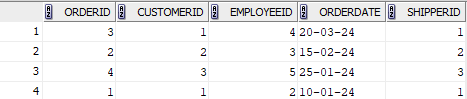 ORDERID CUSTOMERID EMPLOYEEID ORDERDATE SHIPPERID
1 3 1 4 20-03-24 1
2 2 2 3 15-02-24 2
3 4 3 5 25-01-24 3
4 1 1 2 10-01-24 1